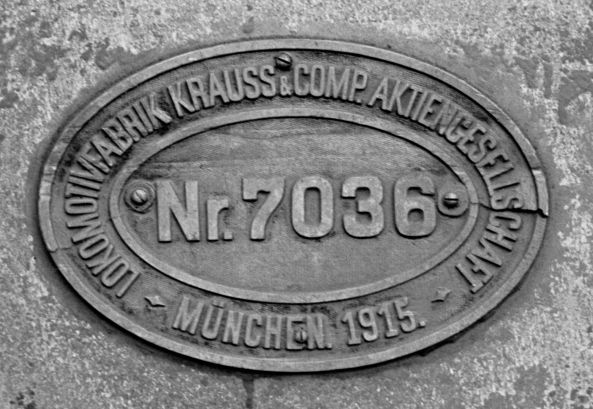 LOKOMOTIVFABRIK KRAUSS & COMP. AKTIENGESELLSCHAFT
Nr. 7036
MÜNCHEN. 1915.